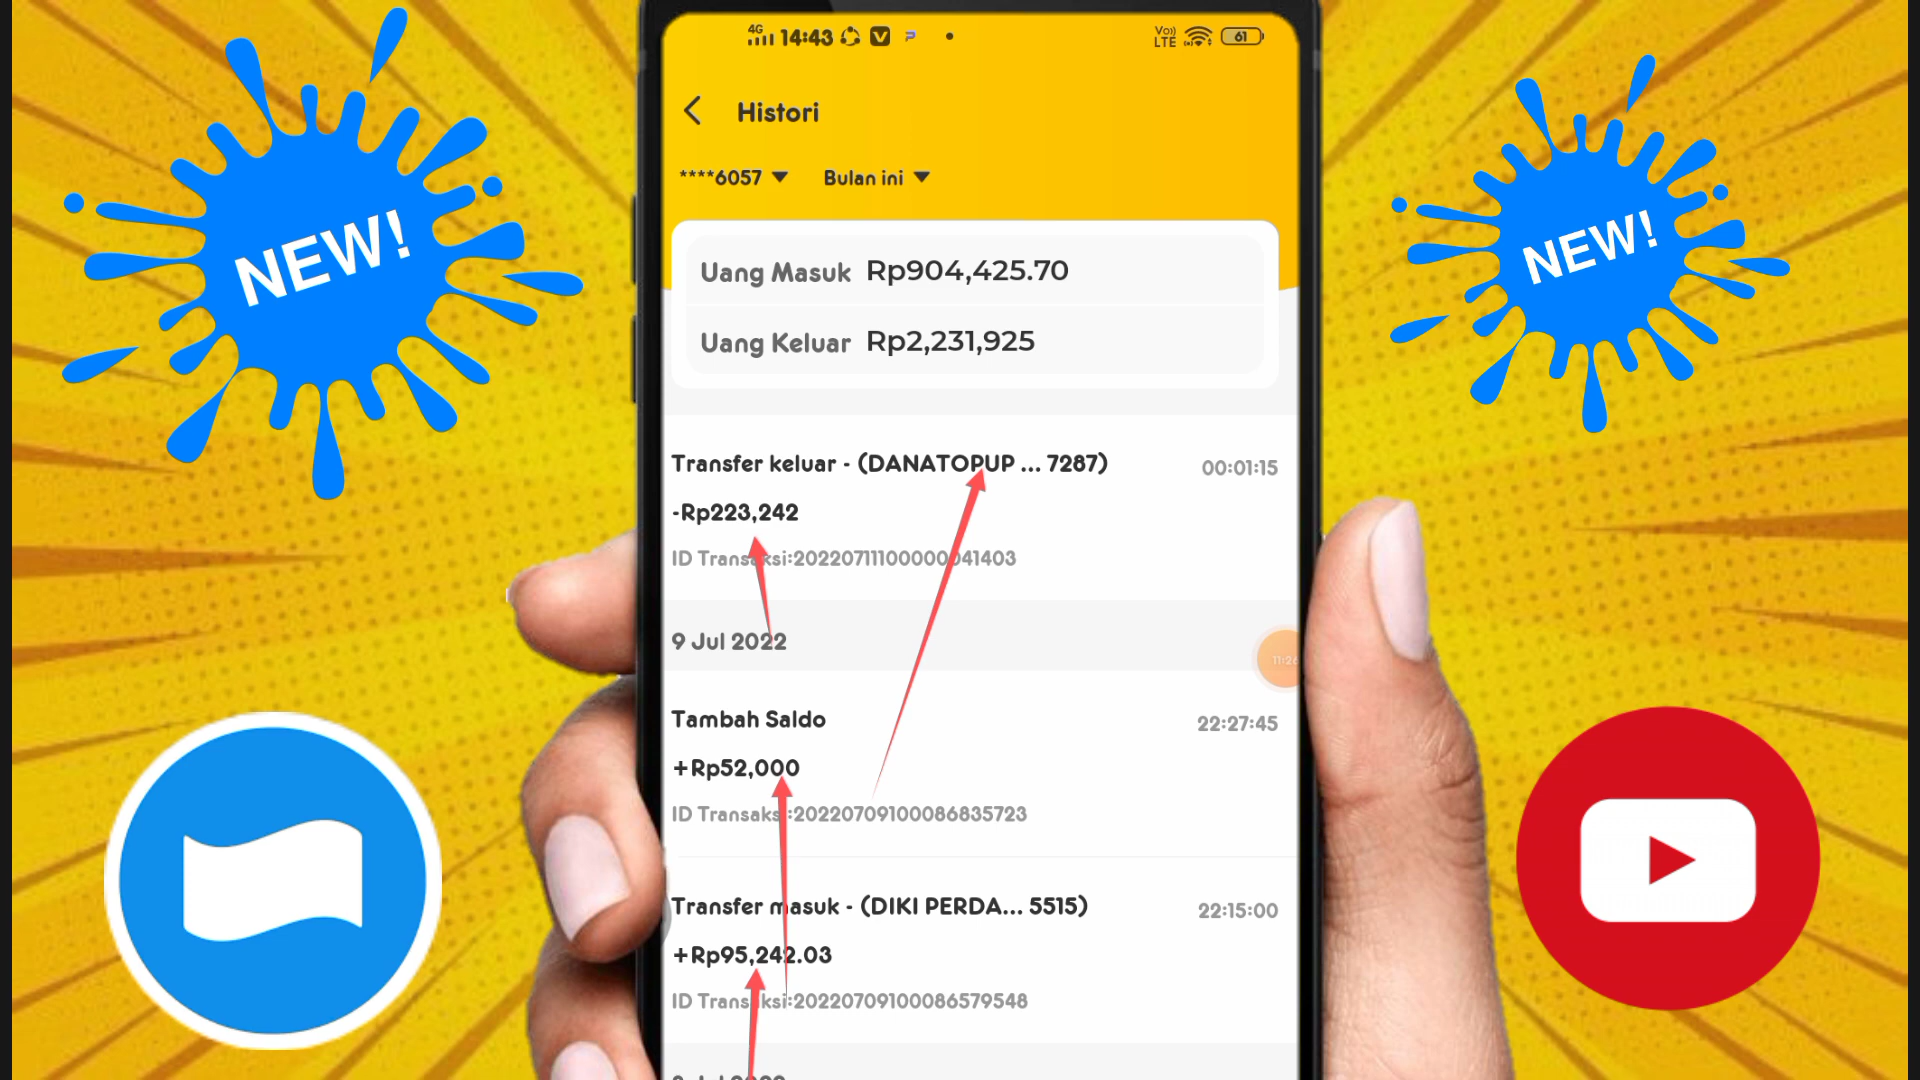 4G 14:43 Vo)) LTE 61
Histori
****6057 Bulan ini
NEW!
NEW!
Uang Masuk Rp904,425.70
Uang Keluar Rp2,231,925
Transfer keluar - (DANATOPUP ... 7287) 00:01:15
-Rp223,242
ID Transaksi:20220711100000041403
9 Jul 2022
11:26
Tambah Saldo 22:27:45
+Rp52,000
ID Transaksi:20220709100086835723
Transfer masuk - (DIKI PERDA... 5515) 22:15:00
+Rp95,242.03
ID Transaksi:20220709100086579548